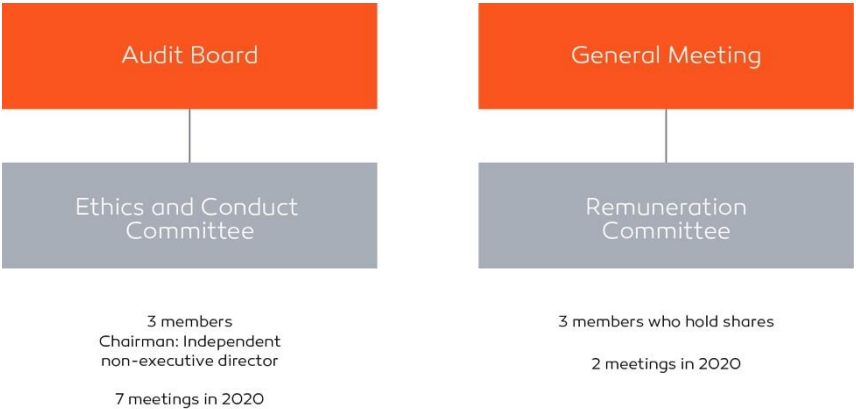 Audit Board
General Meeting
Ethics and Conduct
Committee
Remuneration
Committee
3 members
Chairman: Independent
non-executive director
7 meetings in 2020
3 members who hold shares
2 meetings in 2020